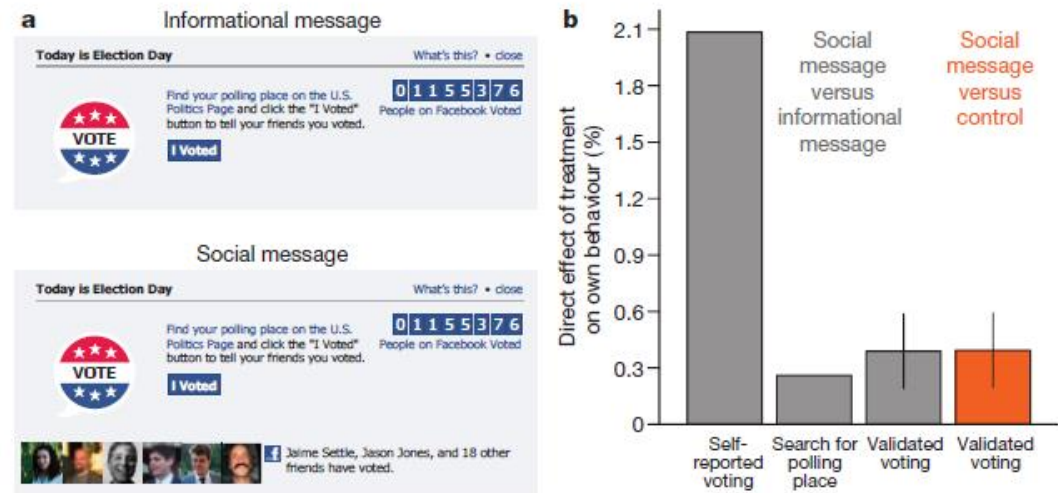 a
Informational message
Today is Election Day
What's this? • close
Find your polling place on the U.S.
Politics Page and click the "I Voted"
button to tell your friends you voted.
0 1 1 5 5 3 7 6
People on Facebook Voted
VOTE
I Voted
Social message
Today is Election Day
What's this? • close
Find your polling place on the U.S.
Politics Page and click the "I Voted"
button to tell your friends you voted.
0 1 1 5 5 3 7 6
People on Facebook Voted
VOTE
I Voted
f
Jaime Settle, Jason Jones, and 18 other
friends have voted.
b
Direct effect of treatment
on own behaviour (%)
2.1
1.8
1.5
1.2
0.9
0.6
0.3
0
Social
message
versus
informational
message
Social
message
versus
control
Self-
reported
voting
Search for
polling
place
Validated
voting
Validated
voting